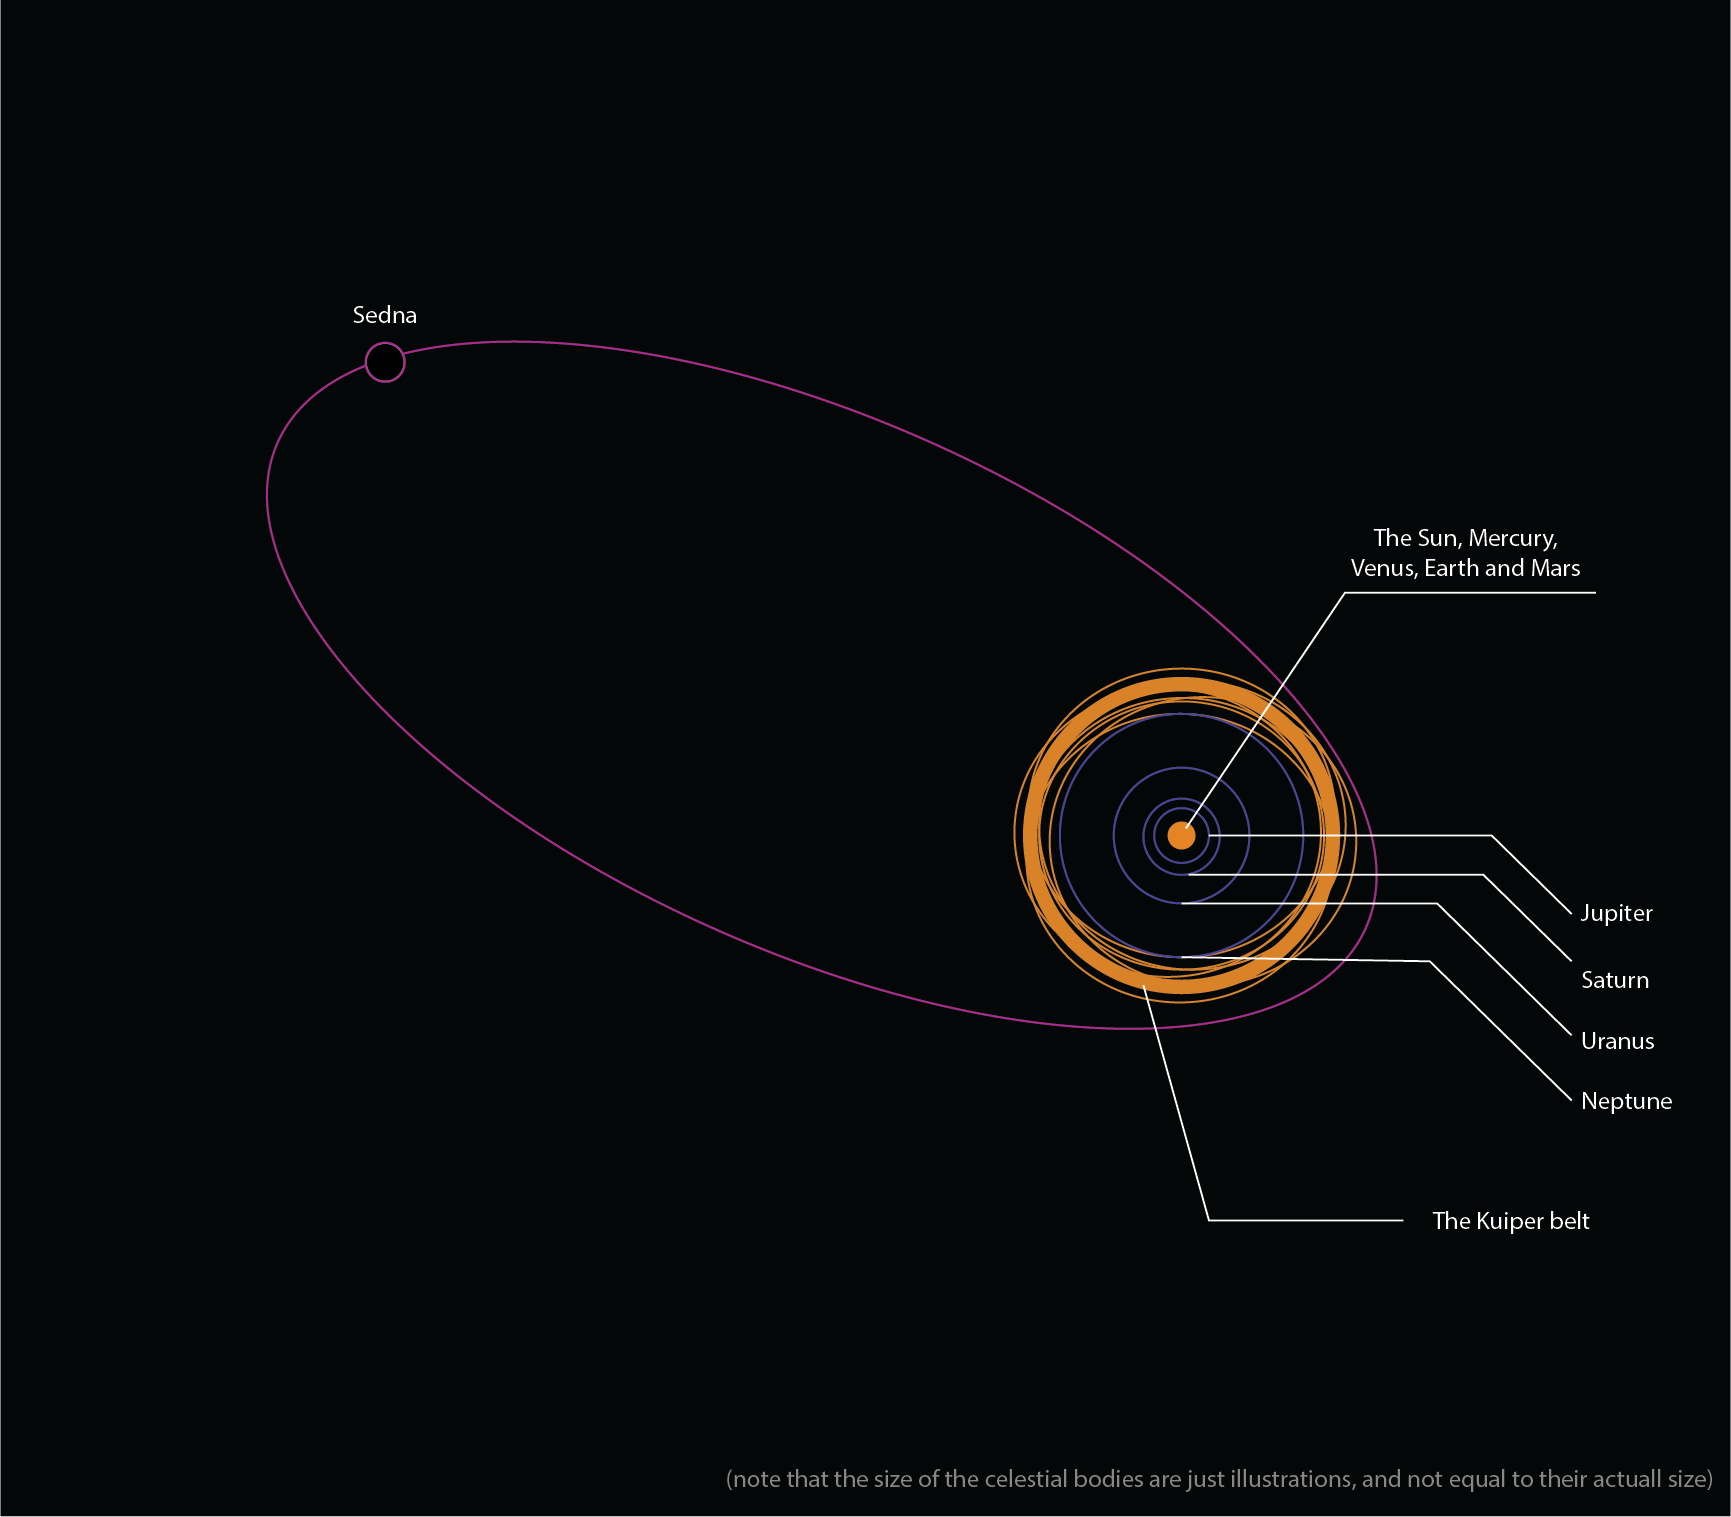 Sedna
The Sun, Mercury,
Venus, Earth and Mars
Jupiter
Saturn
Uranus
Neptune
The Kuiper belt
(note that the size of the celestial bodies are just illustrations, and not equal to their actuall size)